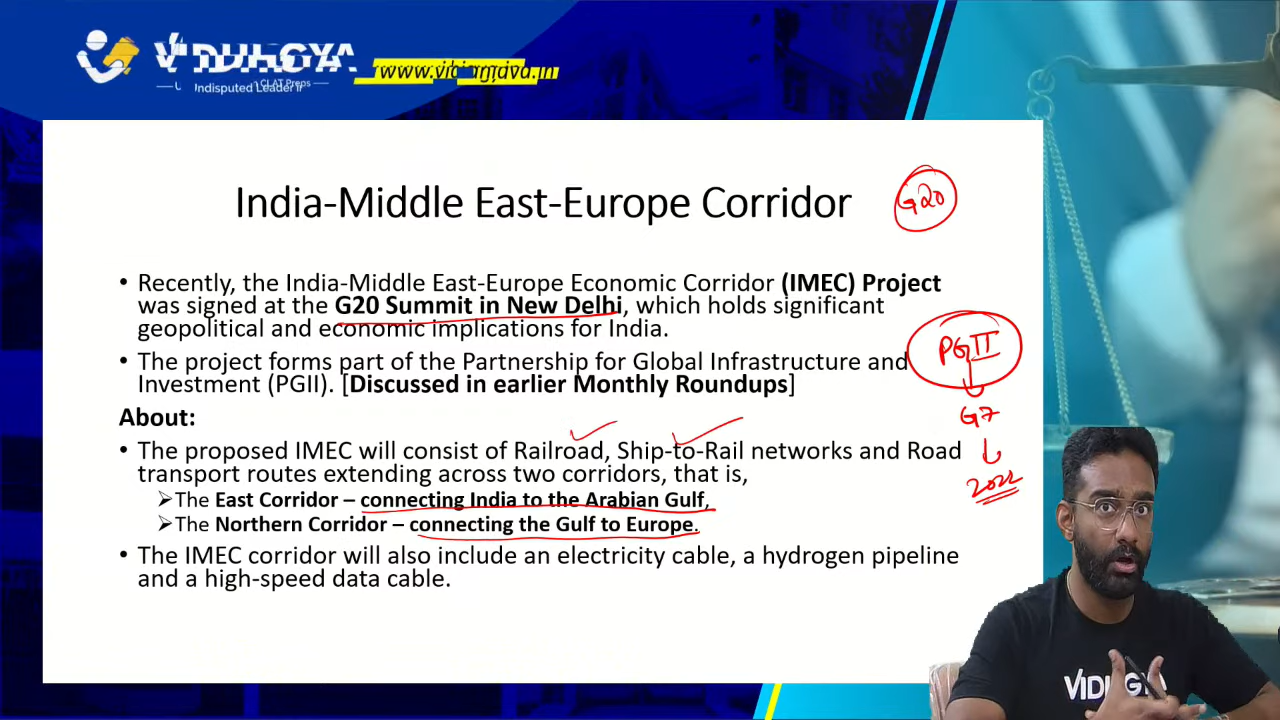 Indisputed Leader
CLAT Preps
India-Middle East-Europe Corridor
G20
• Recently, the India-Middle East-Europe Economic Corridor (IMEC) Project
was signed at the G20 Summit in New Delhi, which holds significant
geopolitical and economic implications for India.
• The project forms part of the Partnership for Global Infrastructure and
Investment (PGII). [Discussed in earlier Monthly Roundups]
PGII
G7
2022
About:
• The proposed IMEC will consist of Railroad, Ship-to-Rail networks and Road
transport routes extending across two corridors, that is,
➢The East Corridor – connecting India to the Arabian Gulf,
➢The Northern Corridor – connecting the Gulf to Europe.
• The IMEC corridor will also include an electricity cable, a hydrogen pipeline
and a high-speed data cable.